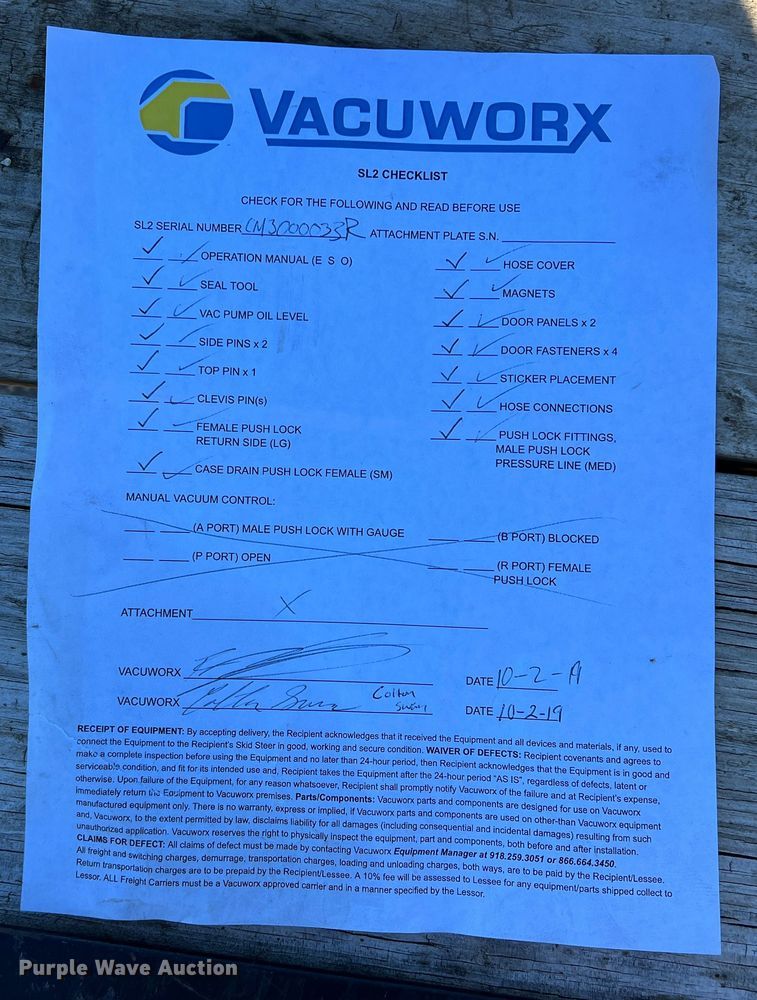 VACUWORX
SL2 CHECKLIST
CHECK FOR THE FOLLOWING AND READ BEFORE USE
SL2 SERIAL NUMBER CM3000033R ATTACHMENT PLATE S.N.
OPERATION MANUAL (E S O)
SEAL TOOL
VAC PUMP OIL LEVEL
SIDE PINS x 2
TOP PIN x 1
CLEVIS PIN(s)
FEMALE PUSH LOCK
RETURN SIDE (LG)
CASE DRAIN PUSH LOCK FEMALE (SM)
HOSE COVER
MAGNETS
DOOR PANELS x 2
DOOR FASTENERS x 4
STICKER PLACEMENT
HOSE CONNECTIONS
PUSH LOCK FITTINGS,
MALE PUSH LOCK
PRESSURE LINE (MED)
MANUAL VACUUM CONTROL:
(A PORT) MALE PUSH LOCK WITH GAUGE
(P PORT) OPEN
(B PORT) BLOCKED
(R PORT) FEMALE
PUSH LOCK
ATTACHMENT X
VACUWORX DATE 10-2-19
VACUWORX Colton DATE 10-2-19
RECEIPT OF EQUIPMENT: By accepting delivery, the Recipient acknowledges that it received the Equipment and all devices and materials, if any, used to
connect the Equipment to the Recipient's Skid Steer in good, working and secure condition. WAIVER OF DEFECTS: Recipient covenants and agrees to
make a complete inspection before using the Equipment and no later than 24-hour period, then Recipient acknowledges that the Equipment is in good and
serviceable condition, and fit for its intended use and, Recipient takes the Equipment after the 24-hour period "AS IS", regardless of defects, latent or
otherwise. Upon failure of the Equipment, for any reason whatsoever, Recipient shall promptly notify Vacuworx of the failure and at Recipient's expense,
immediately return the Equipment to Vacuworx premises. Parts/Components: Vacuworx parts and components are designed for use on Vacuworx
manufactured equipment only. There is no warranty, express or implied, if Vacuworx parts and components are used on other-than Vacuworx equipment
and, Vacuworx, to the extent permitted by law, disclaims liability for all damages (including consequential and incidental damages) resulting from such
unauthorized application. Vacuworx reserves the right to physically inspect the equipment, part and components, both before and after installation.
CLAIMS FOR DEFECT: All claims of defect must be made by contacting Vacuworx Equipment Manager at 918.259.3051 or 866.664.3450.
All freight and switching charges, demurrage, transportation charges, loading and unloading charges, both ways, are to be paid by the Recipient/Lessee.
Return transportation charges are to be prepaid by the Recipient/Lessee. A 10% fee will be assessed to Lessee for any equipment/parts shipped collect to
Lessor. ALL Freight Carriers must be a Vacuworx approved carrier and in a manner specified by the Lessor.
Purple Wave Auction